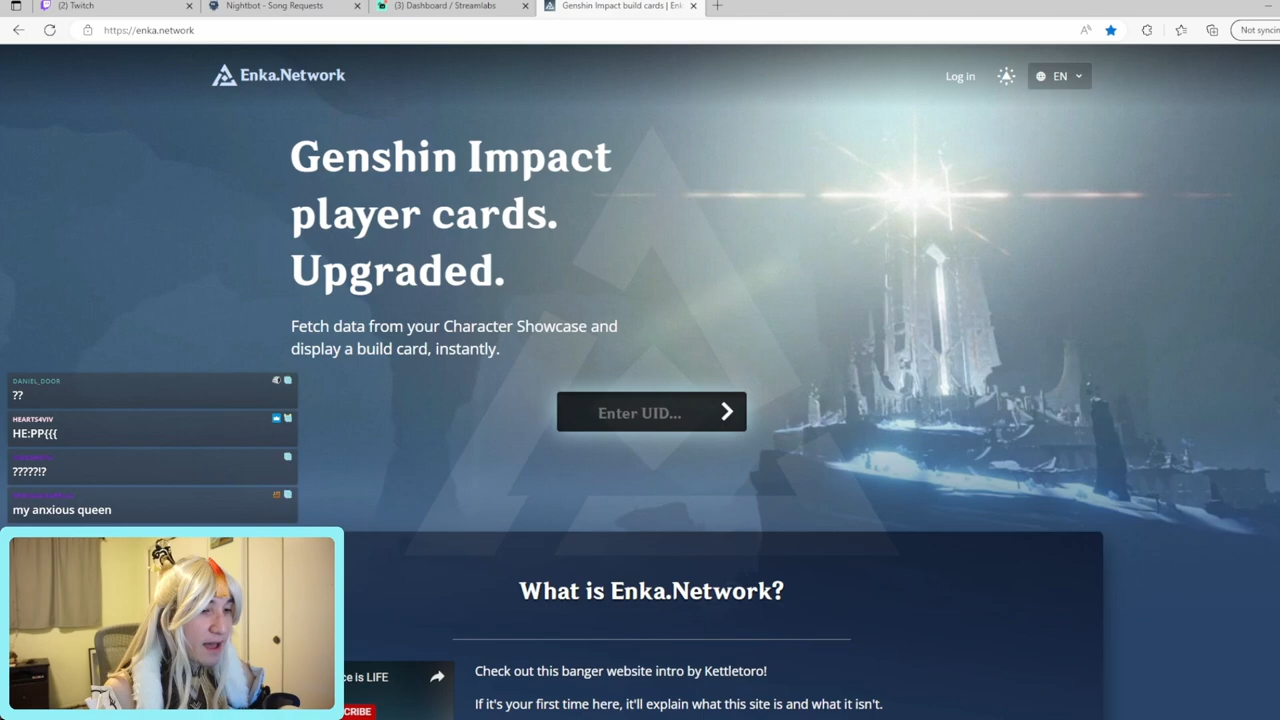 (2) Twitch
Nightbot - Song Requests
(3) Dashboard / Streamlabs
Genshin Impact build cards | Enk
https://enka.network
Not syncin
Enka.Network
Log in
EN
Genshin Impact
player cards.
Upgraded.
Fetch data from your Character Showcase and
display a build card, instantly.
Enter UID...
DANIEL_DOOR
??
HEARTS4VIV
HE:PP{{{
?????!?
my anxious queen
What is Enka.Network?
ce is LIFE
CRIBE
Check out this banger website intro by Kettletoro!
If it's your first time here, it'll explain what this site is and what it isn't.